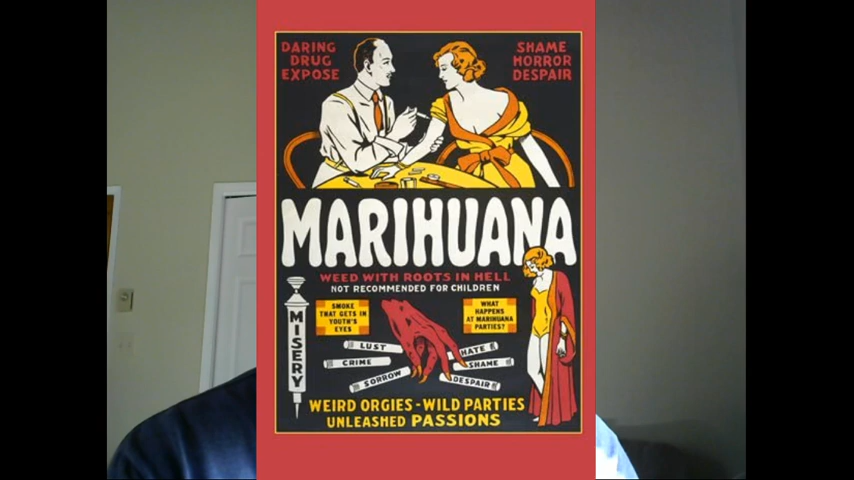 DARING
DRUG
EXPOSE
SHAME
HORROR
DESPAIR
MARIHUANA
WEED WITH ROOTS IN HELL
NOT RECOMMENDED FOR CHILDREN
SMOKE
THAT GETS IN
YOUTH'S
EYES
WHAT
HAPPENS
AT MARIHUANA
PARTIES?
MISERY
LUST
CRIME
SORROW
HATE
SHAME
DESPAIR
WEIRD ORGIES-WILD PARTIES
UNLEASHED PASSIONS